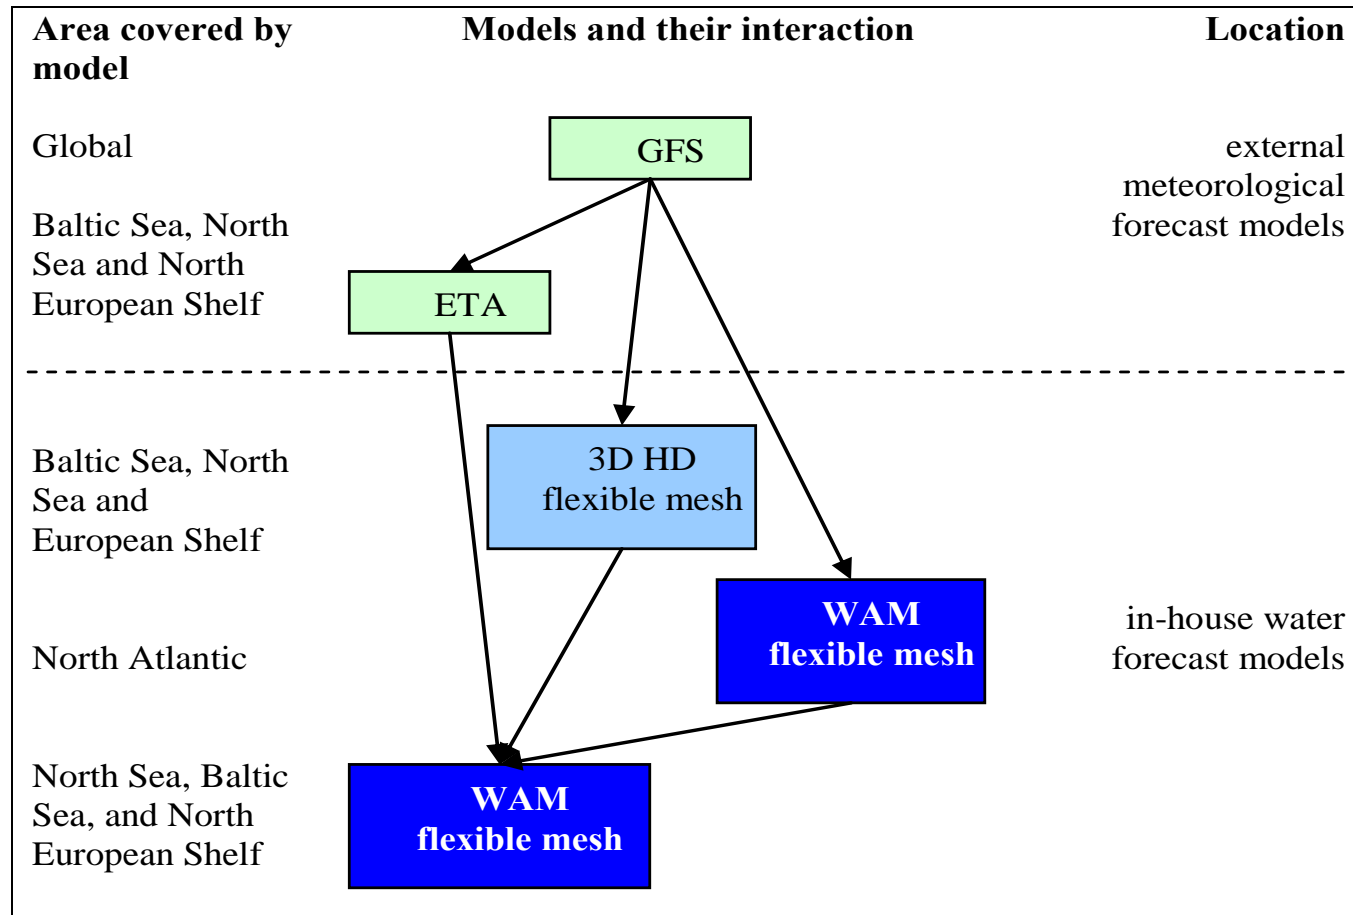 Area covered by
model
Models and their interaction
Location
Global
GFS
external
meteorological
forecast models
Baltic Sea, North
Sea and North
European Shelf
ETA
Baltic Sea, North
Sea and
European Shelf
3D HD
flexible mesh
North Atlantic
WAM
flexible mesh
in-house water
forecast models
North Sea, Baltic
Sea, and North
European Shelf
WAM
flexible mesh